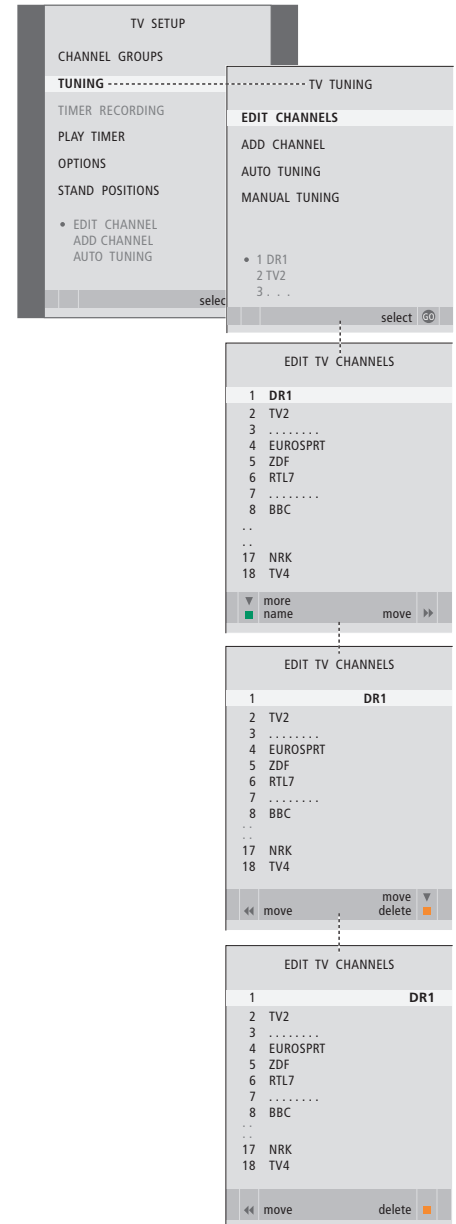 TV SETUP
CHANNEL GROUPS
TUNING
TIMER RECORDING
PLAY TIMER
OPTIONS
STAND POSITIONS
• EDIT CHANNEL
ADD CHANNEL
AUTO TUNING
selec
TV TUNING
EDIT CHANNELS
ADD CHANNEL
AUTO TUNING
MANUAL TUNING
• 1 DR1
2 TV2
3 . . .
select GO
EDIT TV CHANNELS
1 DR1
2 TV2
3 . . . . . . . .
4 EUROSPRT
5 ZDF
6 RTL7
7 . . . . . . . .
8 BBC
. .
. .
17 NRK
18 TV4
▼ more
■ name move ▶▶
EDIT TV CHANNELS
1 DR1
2 TV2
3 . . . . . . . .
4 EUROSPRT
5 ZDF
6 RTL7
7 . . . . . . . .
8 BBC
. .
. .
17 NRK
18 TV4
move ▼
◀◀ move delete ■
EDIT TV CHANNELS
1 DR1
2 TV2
3 . . . . . . . .
4 EUROSPRT
5 ZDF
6 RTL7
7 . . . . . . . .
8 BBC
. .
. .
17 NRK
18 TV4
◀◀ move delete ■